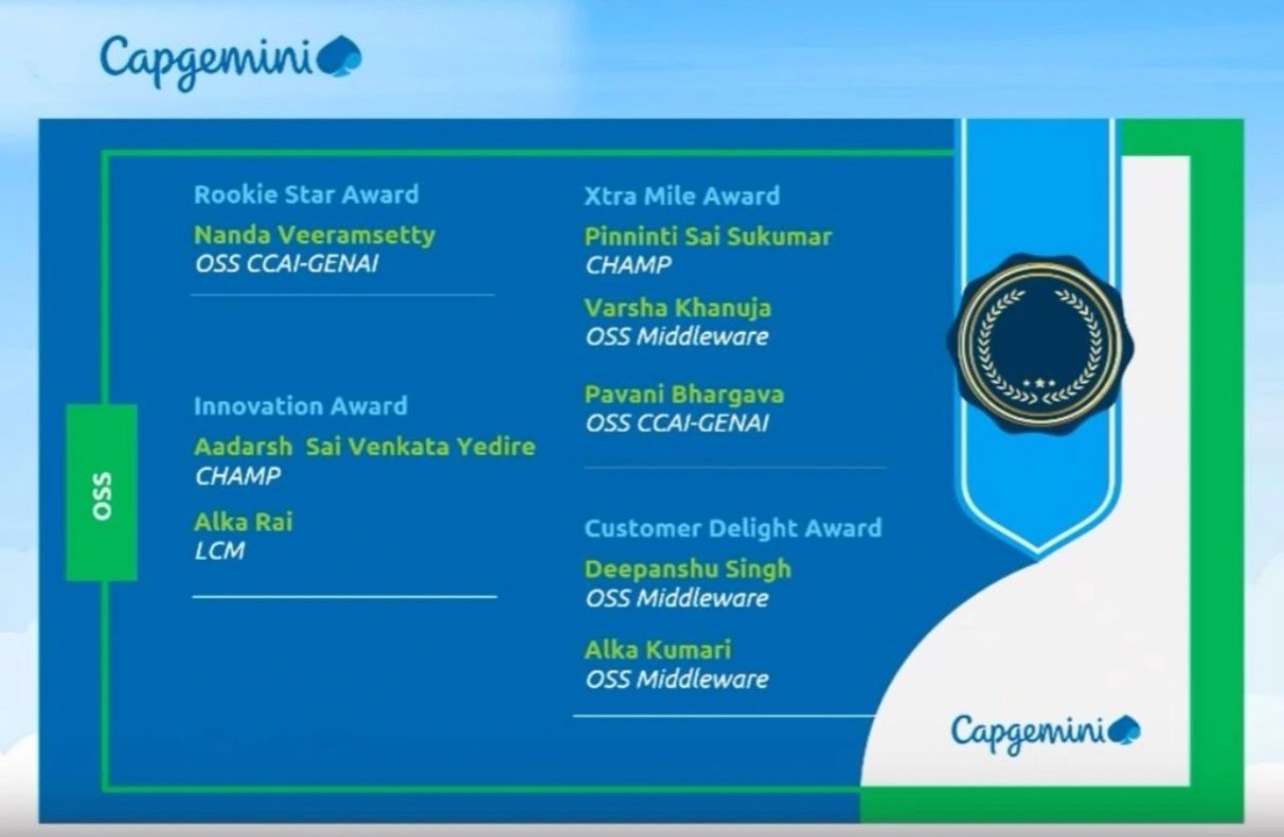 Capgemini
Rookie Star Award
Nanda Veeramsetty
OSS CCAI-GENAI
Innovation Award
Aadarsh Sai Venkata Yedire
CHAMP
Alka Rai
LCM
OSS
Xtra Mile Award
Pinninti Sai Sukumar
CHAMP
Varsha Khanuja
OSS Middleware
Pavani Bhargava
OSS CCAI-GENAI
Customer Delight Award
Deepanshu Singh
OSS Middleware
Alka Kumari
OSS Middleware
Capgemini